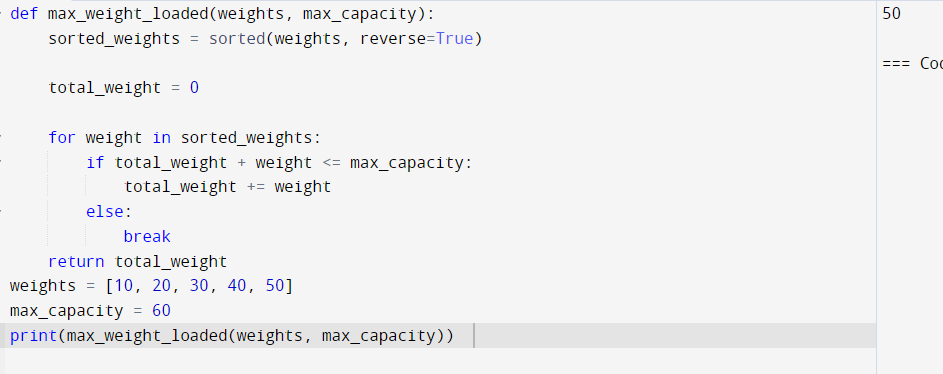 def max_weight_loaded(weights, max_capacity):
    sorted_weights = sorted(weights, reverse=True)
    total_weight = 0
    for weight in sorted_weights:
        if total_weight + weight <= max_capacity:
            total_weight += weight
        else:
            break
    return total_weight
weights = [10, 20, 30, 40, 50]
max_capacity = 60
print(max_weight_loaded(weights, max_capacity))
50
===